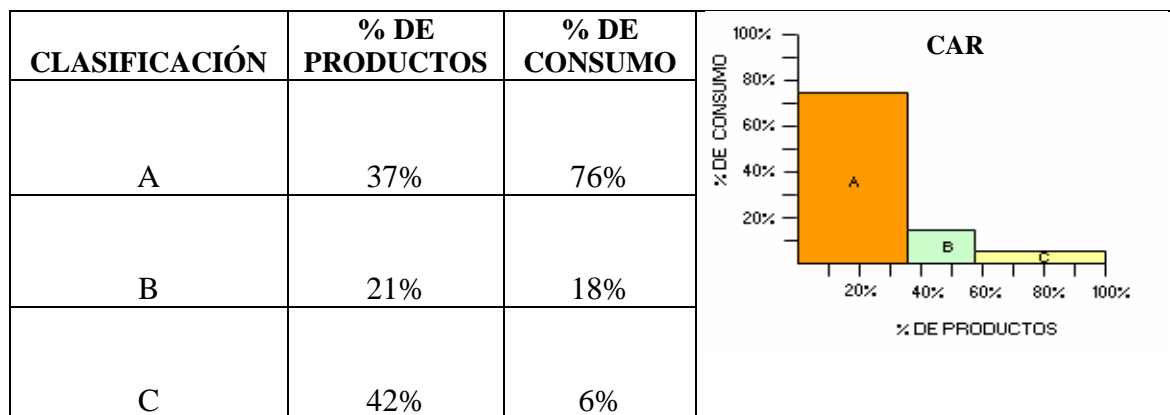 CLASIFICACIÓN
% DE
PRODUCTOS
% DE
CONSUMO
A
37%
76%
B
21%
18%
C
42%
6%
CAR
% DE CONSUMO
100%
80%
60%
40%
20%
A
B
C
20%
40%
60%
80%
100%
% DE PRODUCTOS